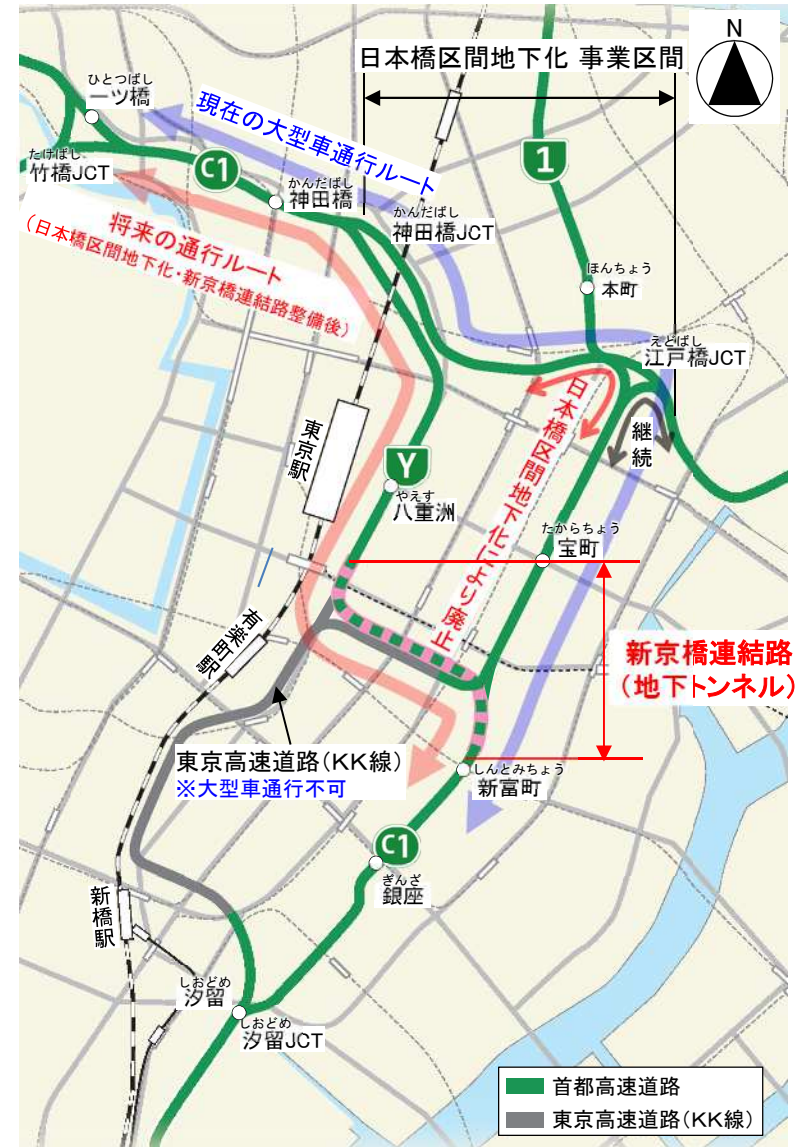 日本橋区間地下化 事業区間
N
ひとつばし
一ツ橋
現在の大型車通行ルート
1
たけばし
竹橋JCT
C1
かんだばし
神田橋
かんだばし
神田橋JCT
将来の通行ルート
(日本橋区間地下化・新京橋連結路整備後)
ほんちょう
本町
えどばし
江戸橋JCT
日本橋区間地下化により廃止
継続
東京駅
Y
やえす
八重洲
たからちょう
宝町
有楽町駅
新京橋連結路
(地下トンネル)
東京高速道路(KK線)
※大型車通行不可
しんとみちょう
新富町
C1
ぎんざ
銀座
新橋駅
しおどめ
汐留
しおどめ
汐留JCT
首都高速道路
東京高速道路(KK線)